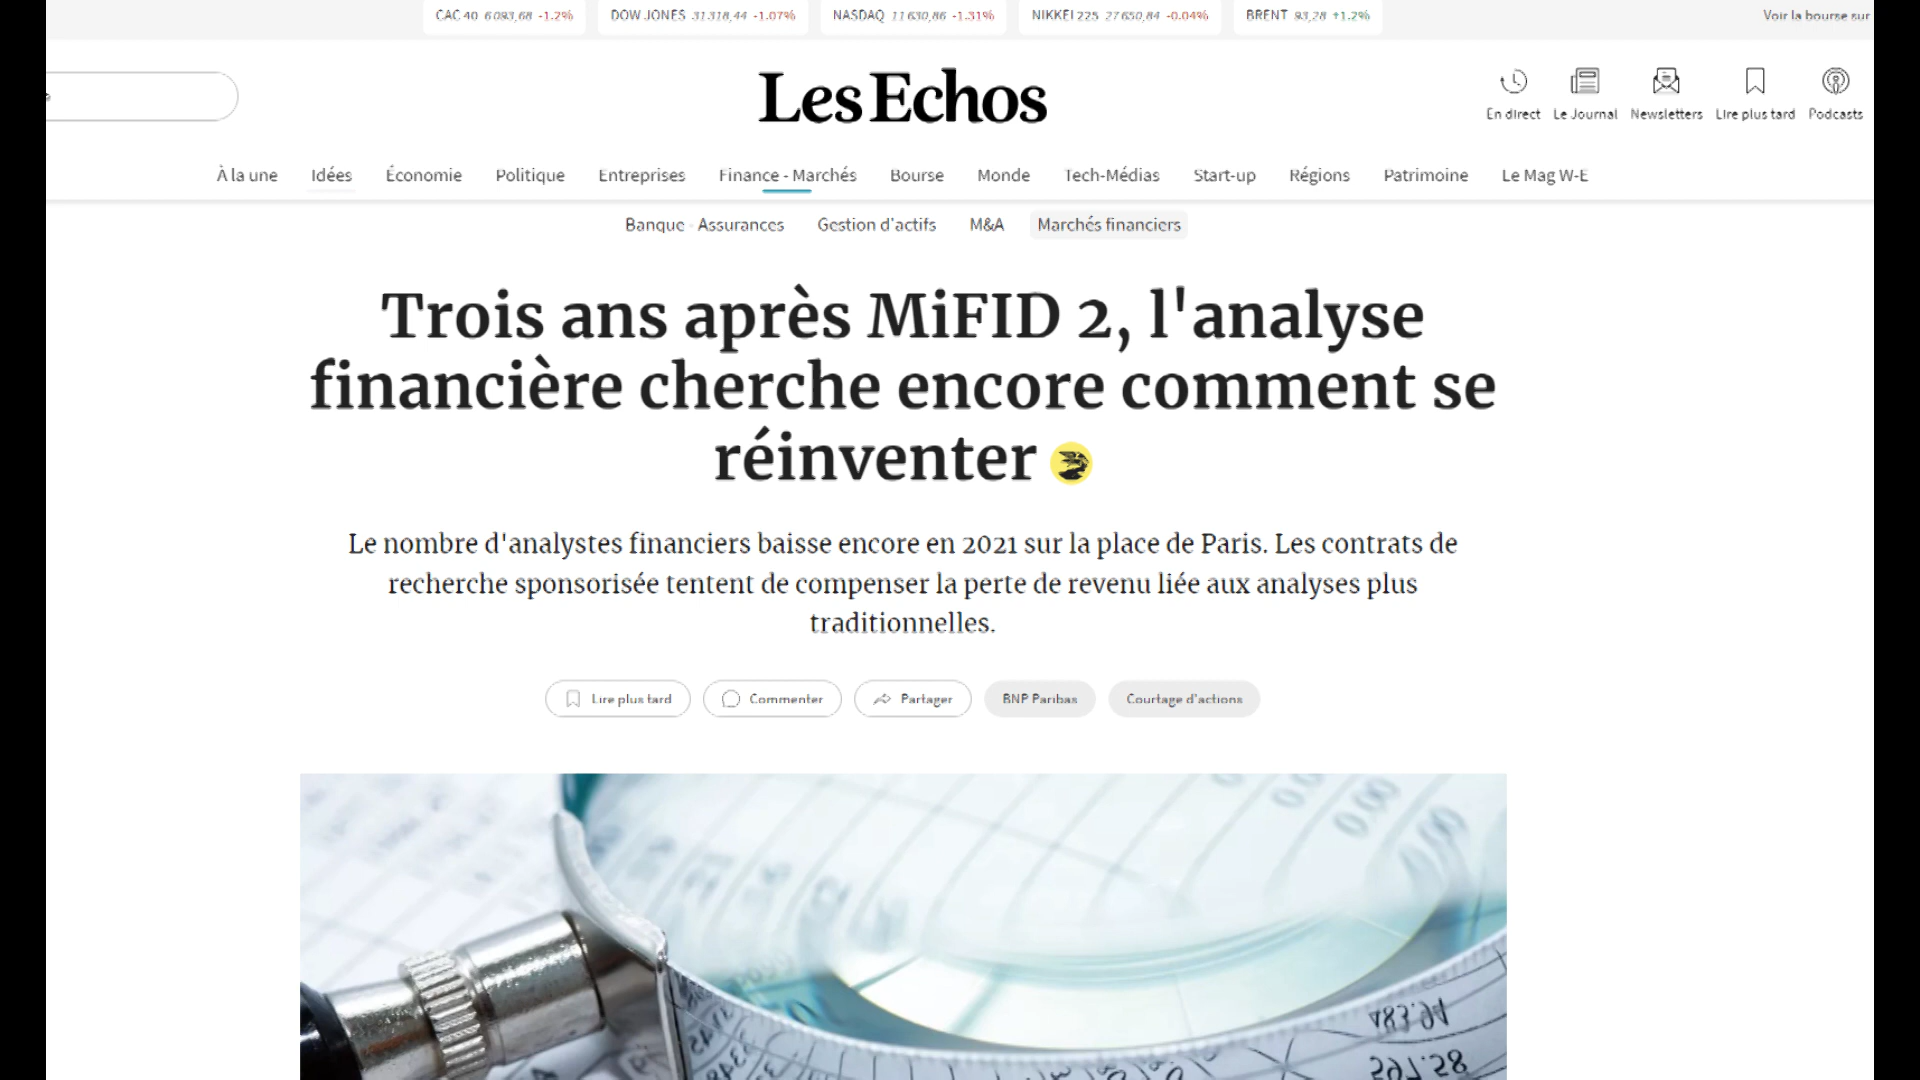 CAC 40 6 093,68 -1.2% DOW JONES 31 318,44 -1.07% NASDAQ 11 630,86 -1.31% NIKKEI 225 27 650,84 -0.04% BRENT 93,28 +1.2% Voir la bourse sur
Les Echos
En direct Le Journal Newsletters Lire plus tard Podcasts
À la une Idées Économie Politique Entreprises Finance - Marchés Bourse Monde Tech-Médias Start-up Régions Patrimoine Le Mag W-E
Banque - Assurances Gestion d'actifs M&A Marchés financiers
Trois ans après MiFID 2, l'analyse
financière cherche encore comment se
réinventer
Le nombre d'analystes financiers baisse encore en 2021 sur la place de Paris. Les contrats de
recherche sponsorisée tentent de compenser la perte de revenu liée aux analyses plus
traditionnelles.
Lire plus tard Commenter Partager BNP Paribas Courtage d'actions